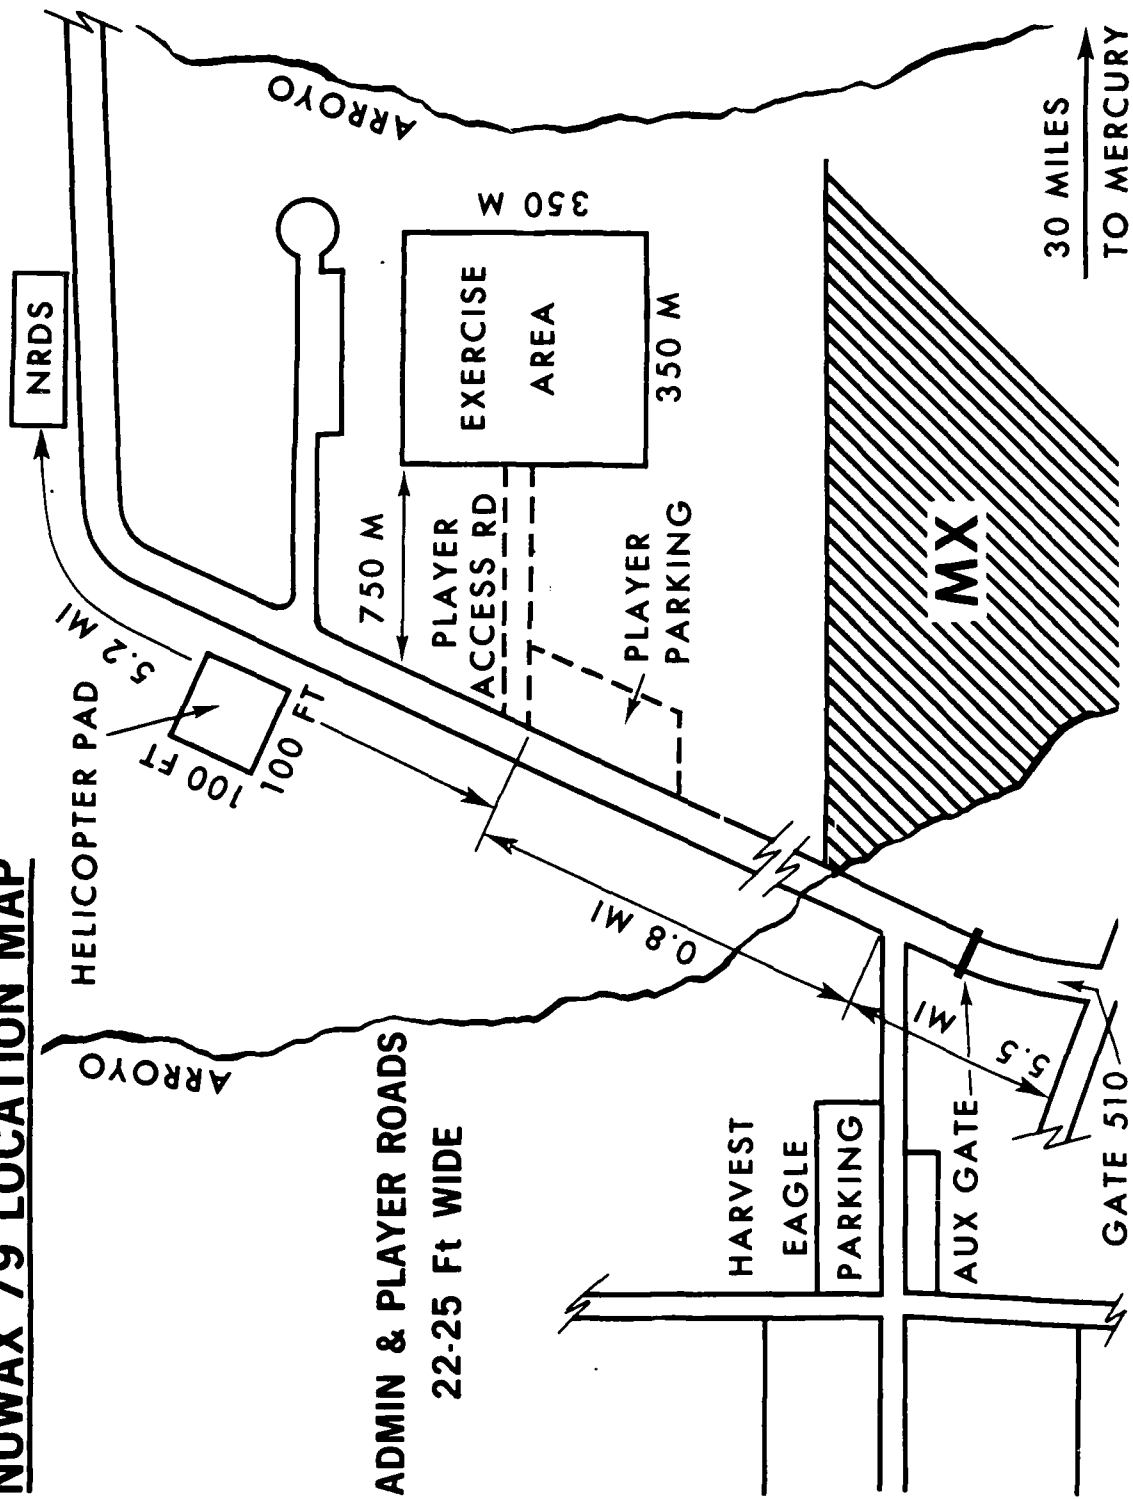 NUWAX 79 LOCATION MAP
HELICOPTER PAD
100 FT
100 FT
5.2 MI
NRDS
ARROYO
ARROYO
750 M
PLAYER
ACCESS RD
EXERCISE
AREA
350 M
350 M
PLAYER
PARKING
0.8 MI
5.5 MI
MX
30 MILES
TO MERCURY
ADMIN & PLAYER ROADS
22-25 Ft WIDE
HARVEST
EAGLE
PARKING
AUX GATE
GATE 510